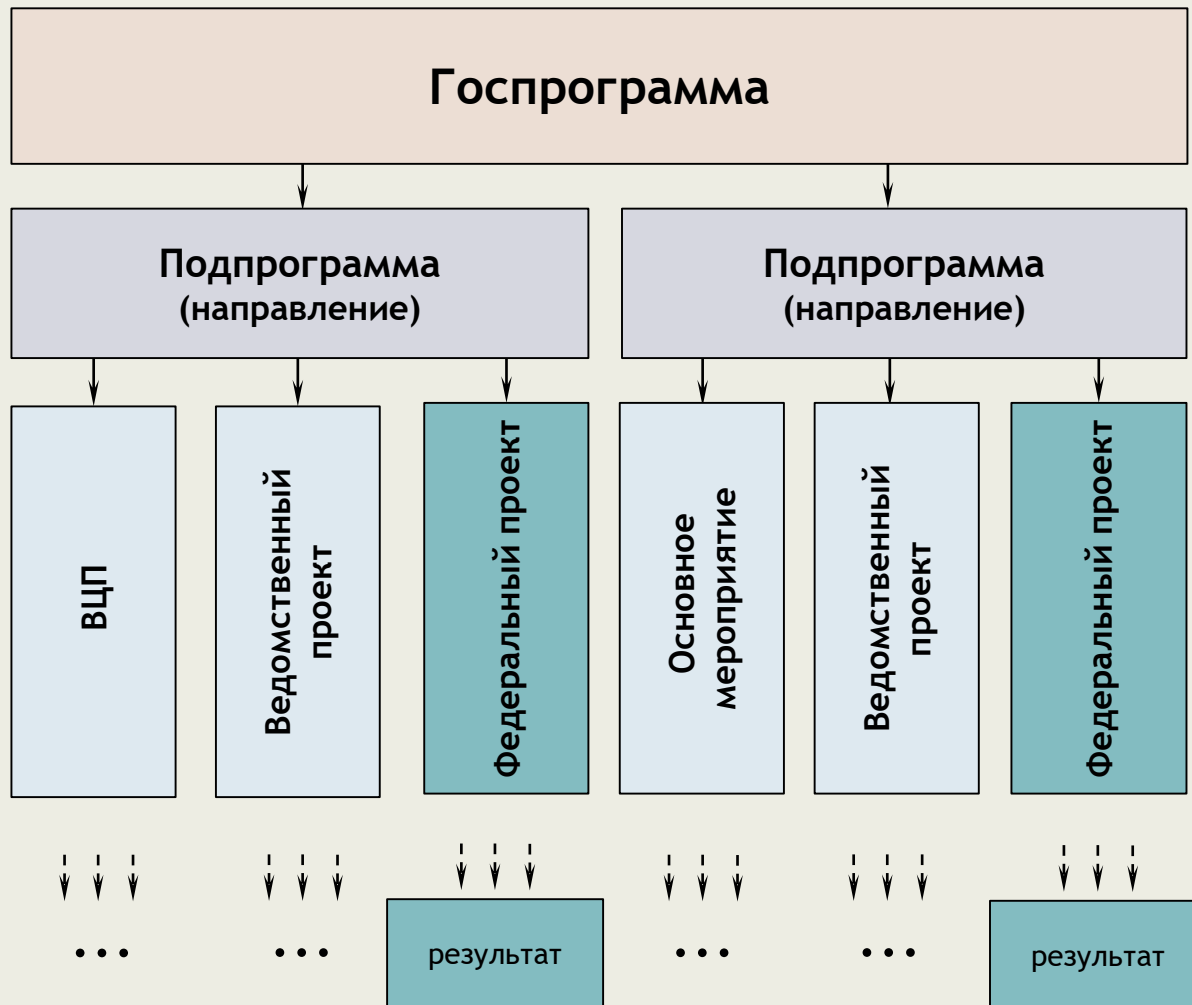 Госпрограмма
Подпрограмма
(направление)
Подпрограмма
(направление)
ВЦП
Ведомственный
проект
Федеральный проект
Основное
мероприятие
Ведомственный
проект
Федеральный проект
•••
•••
результат
•••
•••
результат